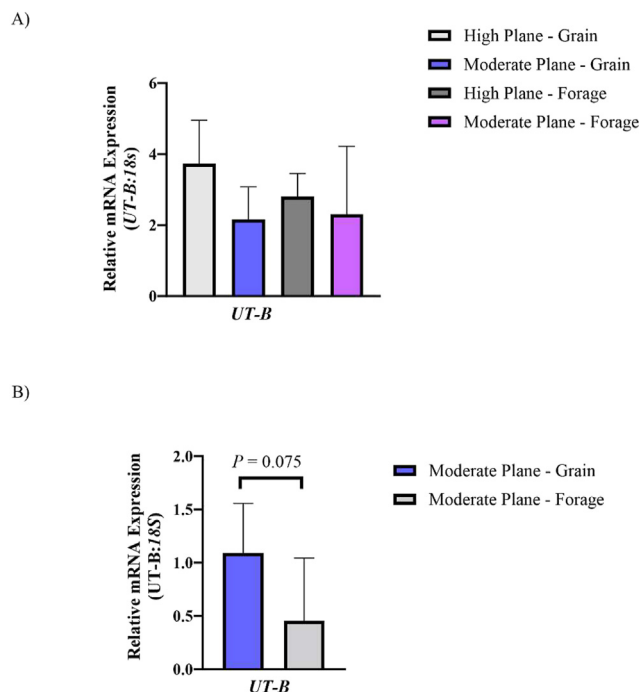 A)
High Plane - Grain
Moderate Plane - Grain
High Plane - Forage
Moderate Plane - Forage
Relative mRNA Expression
(UT-B:18s)
6
4
2
0
UT-B
B)
P = 0.075
Moderate Plane - Grain
Moderate Plane - Forage
Relative mRNA Expression
(UT-B:18S)
2.0
1.5
1.0
0.5
0.0
UT-B